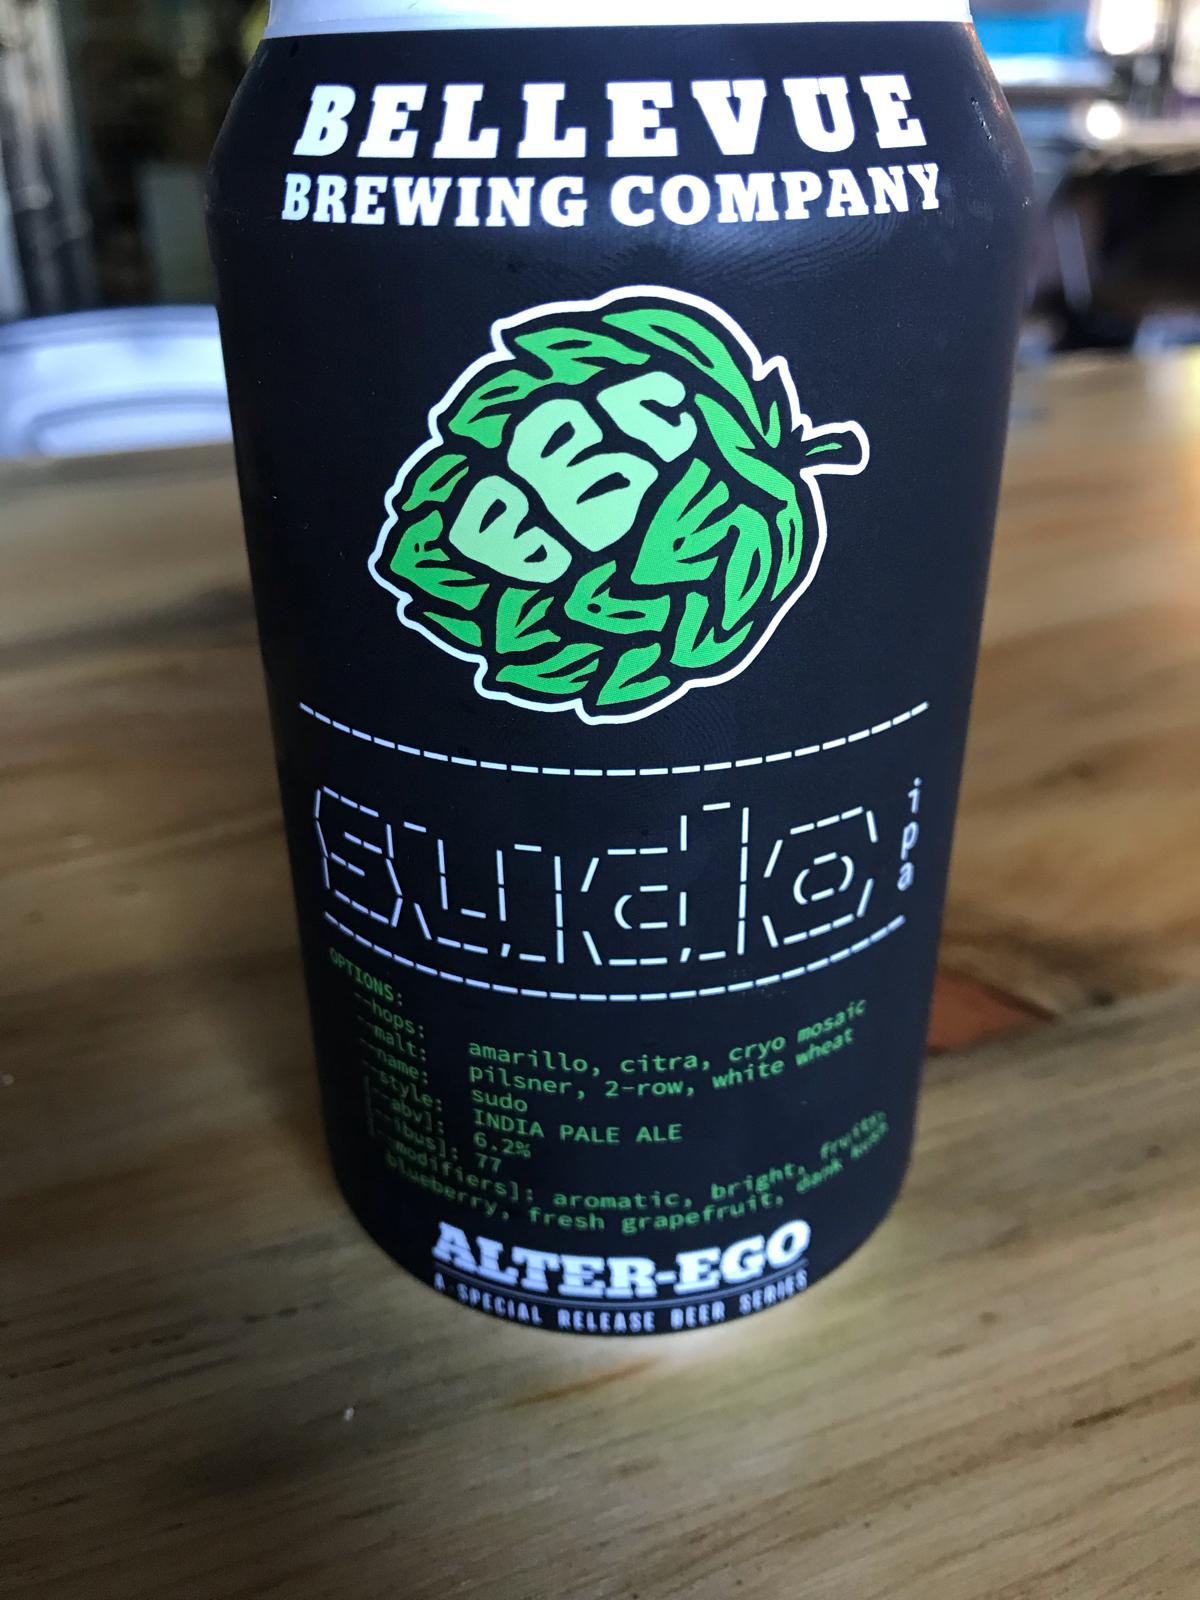 BELLEVUE
BREWING COMPANY
BBC
sudo ipa
OPTIONS:
--hops: amarillo, citra, cryo mosaic
--malt: pilsner, 2-row, white wheat
--name: sudo
--style: INDIA PALE ALE
[--abv]: 6.2%
[--ibus]: 77
[--modifiers]: aromatic, bright, fruity:
blueberry, fresh grapefruit, dank kush
ALTER-EGO
A SPECIAL RELEASE BEER SERIES